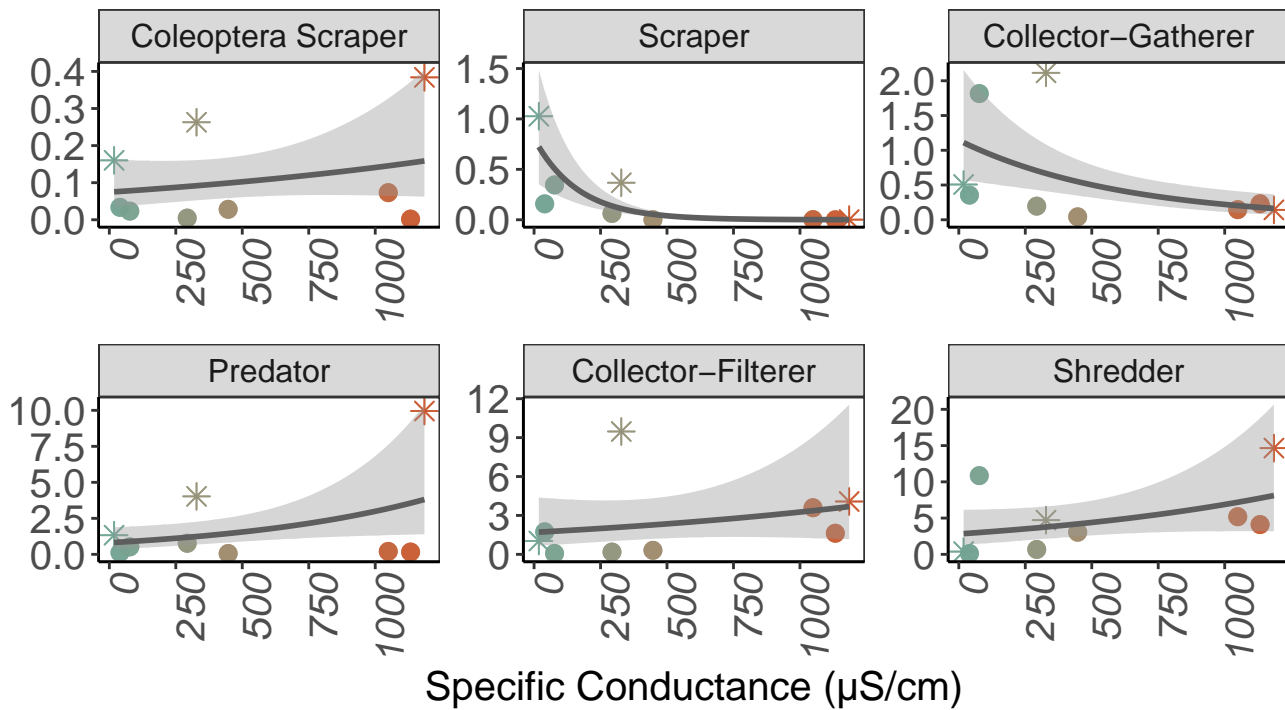 Coleoptera Scraper
Scraper
Collector−Gatherer
0.4
0.3
0.2
0.1
0.0
1.5
1.0
0.5
0.0
2.0
1.5
1.0
0.5
0.0
0 250 500 750 1000
0 250 500 750 1000
0 250 500 750 1000
Predator
Collector−Filterer
Shredder
10.0
7.5
5.0
2.5
0.0
12
9
6
3
0
20
15
10
5
0
0 250 500 750 1000
0 250 500 750 1000
0 250 500 750 1000
Specific Conductance (µS/cm)